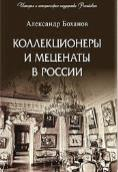 Александр Боханов
КОЛЛЕКЦИОНЕРЫ
И МЕЦЕНАТЫ
В РОССИИ